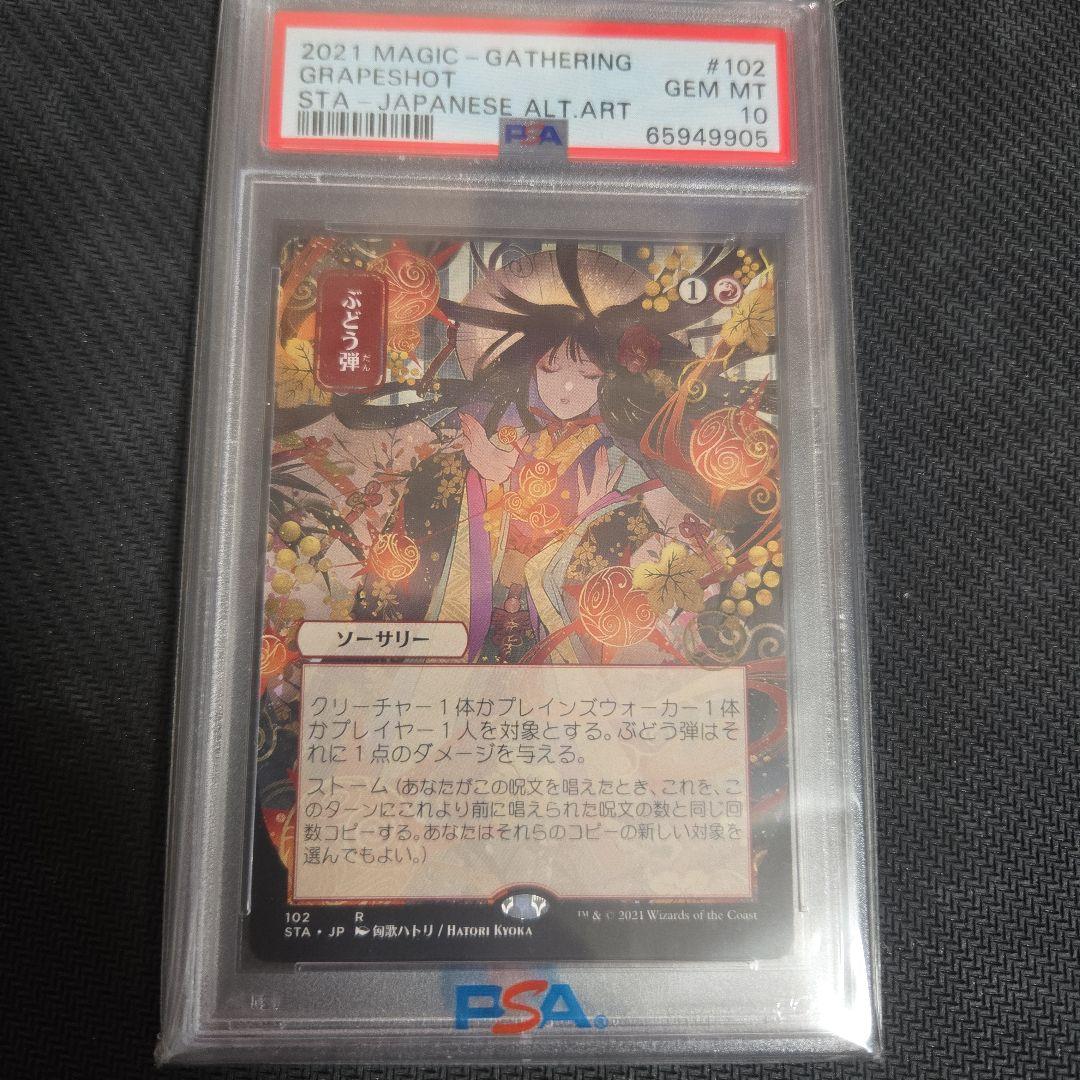 2021 MAGIC - GATHERING #102
GRAPESHOT GEM MT
STA - JAPANESE ALT.ART 10
PSA 65949905
ぶどう弾
だん
1
ソーサリー
クリーチャー1体かプレインズウォーカー1体
かプレイヤー1人を対象とする。ぶどう弾はそ
れに1点のダメージを与える。
ストーム(あなたがこの呪文を唱えたとき、これを、こ
のターンにこれより前に唱えられた呪文の数と同じ回
数コピーする。あなたはそれらのコピーの新しい対象を
選んでもよい。)
102 R
STA • JP 匈歌ハトリ / HATORI KYOKA
™ & © 2021 Wizards of the Coast
PSA®